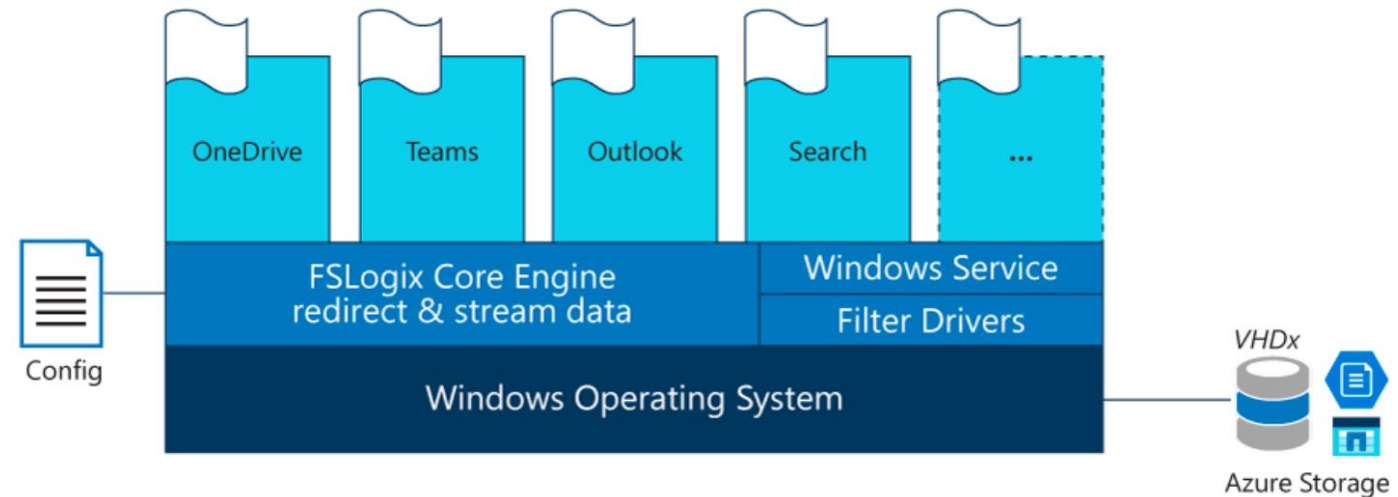 OneDrive
Teams
Outlook
Search
...
FSLogix Core Engine
redirect & stream data
Windows Service
Filter Drivers
Config
Windows Operating System
VHDx
Azure Storage